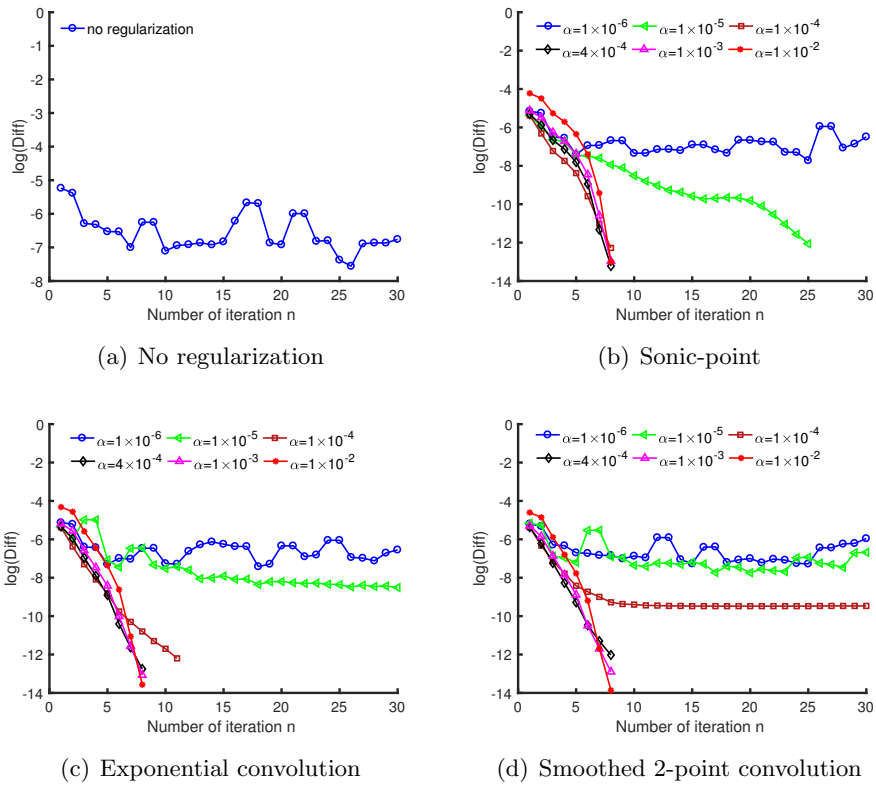 no regularization
log(Diff)
0
-1
-2
-3
-4
-5
-6
-7
-8
0 5 10 15 20 25 30
Number of iteration n
(a) No regularization
α=1×10^-6 α=1×10^-5 α=1×10^-4
α=4×10^-4 α=1×10^-3 α=1×10^-2
log(Diff)
0
-2
-4
-6
-8
-10
-12
-14
0 5 10 15 20 25 30
Number of iteration n
(b) Sonic-point
α=1×10^-6 α=1×10^-5 α=1×10^-4
α=4×10^-4 α=1×10^-3 α=1×10^-2
log(Diff)
0
-2
-4
-6
-8
-10
-12
-14
0 5 10 15 20 25 30
Number of iteration n
(c) Exponential convolution
α=1×10^-6 α=1×10^-5 α=1×10^-4
α=4×10^-4 α=1×10^-3 α=1×10^-2
log(Diff)
0
-2
-4
-6
-8
-10
-12
-14
0 5 10 15 20 25 30
Number of iteration n
(d) Smoothed 2-point convolution